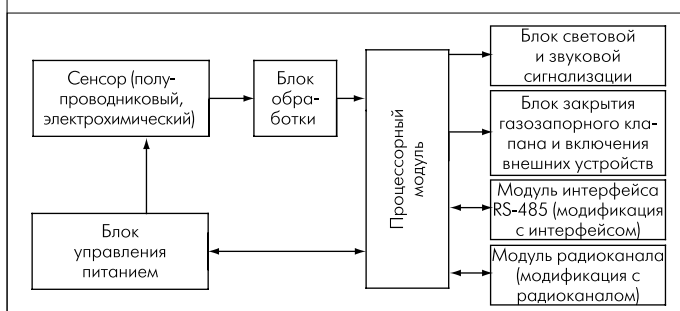 Сенсор (полу-
проводниковый,
электрохимический)
Блок
обра-
ботки
Процессорный
модуль
Блок световой
и звуковой
сигнализации
Блок закрытия
газозапорного кла-
пана и включения
внешних устройств
Модуль интерфейса
RS-485 (модификация
с интерфейсом)
Модуль радиоканала
(модификация с
радиоканалом)
Блок
управления
питанием